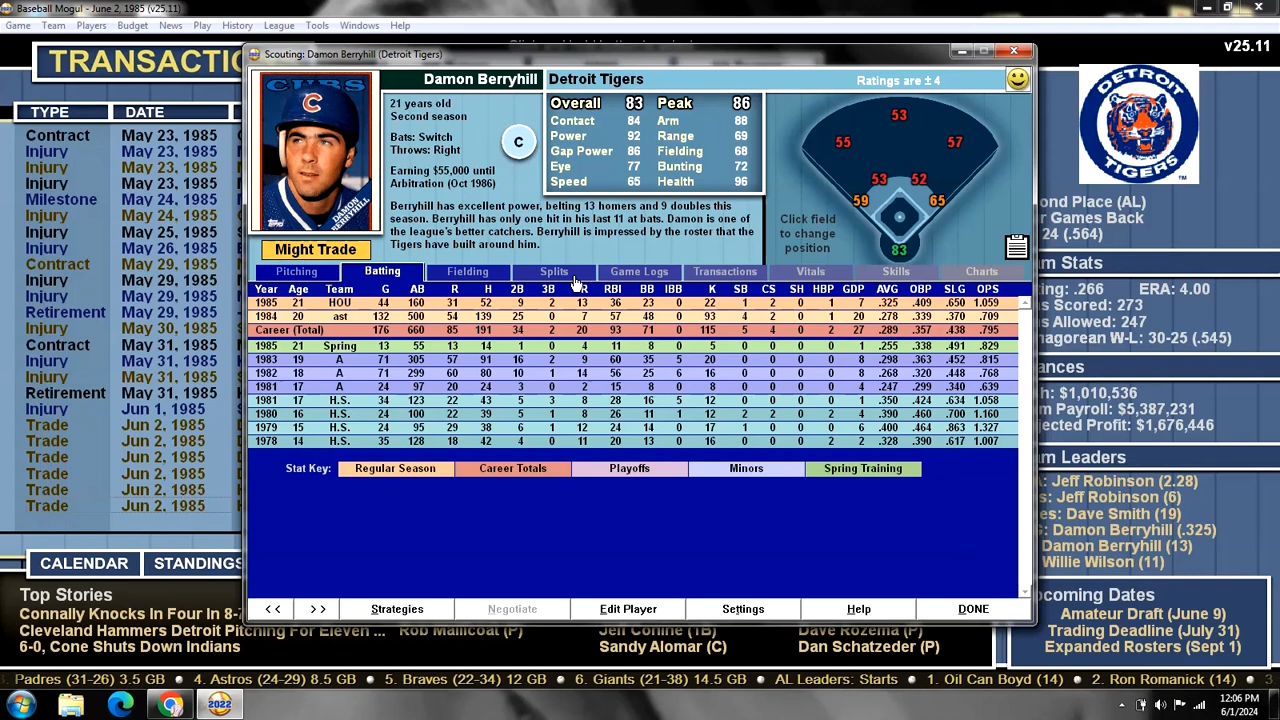 Baseball Mogul - June 2, 1985 (v25.11)
Game Team Players Budget News Play History League Tools Windows Help
v25.11
TRANSACTIO
Scouting: Damon Berryhill (Detroit Tigers)
TYPE DATE
Contract May 23, 1985
Injury May 23, 1985
Injury May 23, 1985
Injury May 23, 1985
Milestone May 24, 1985
Injury May 24, 1985
Injury May 25, 1985
Injury May 26, 1985
Contract May 29, 1985
Injury May 29, 1985
Retirement May 29, 1985
Injury May 29, 1985
Contract May 31, 1985
Injury May 31, 1985
Injury May 31, 1985
Retirement May 31, 1985
Injury Jun 1, 1985
Trade Jun 2, 1985
Trade Jun 2, 1985
Trade Jun 2, 1985
Trade Jun 2, 1985
Trade Jun 2, 1985
Trade Jun 2, 1985
CUBS
C
Topps
DAMON BERRYHILL
Might Trade
Damon Berryhill
21 years old
Second season
Bats: Switch
Throws: Right
Earning $55,000 until
Arbitration (Oct 1986)
C
Detroit Tigers
Overall 83 Peak 86
Contact 84 Arm 88
Power 92 Range 69
Gap Power 86 Fielding 68
Eye 77 Bunting 72
Speed 65 Health 96
Berryhill has excellent power, belting 13 homers and 9 doubles this
season. Berryhill has only one hit in his last 11 at bats. Damon is one of
the league's better catchers. Berryhill is impressed by the roster that the
Tigers have built around him.
Ratings are ± 4
53
55 57
53 52
59 65
83
Click field
to change
position
Pitching Batting Fielding Splits Game Logs Transactions Vitals Skills Charts
Year Age Team G AB R H 2B 3B R RBI BB IBB K SB CS SH HBP GDP AVG OBP SLG OPS
1985 21 HOU 44 160 31 52 9 2 13 36 23 0 22 1 2 0 1 7 .325 .409 .650 1.059
1984 20 ast 132 500 54 139 25 0 7 57 48 0 93 4 2 0 1 20 .278 .339 .370 .709
Career (Total) 176 660 85 191 34 2 20 93 71 0 115 5 4 0 2 27 .289 .357 .438 .795
1985 21 Spring 13 55 13 14 1 0 4 11 8 0 5 0 0 0 0 1 .255 .338 .491 .829
1983 19 A 71 305 57 91 16 2 9 60 35 5 20 0 0 0 0 8 .298 .363 .452 .815
1982 18 A 71 299 60 80 10 1 14 56 25 6 16 0 0 0 0 8 .268 .320 .448 .768
1981 17 A 24 97 20 24 3 0 2 15 8 0 8 0 0 0 0 4 .247 .299 .340 .639
1981 17 H.S. 34 123 22 43 5 3 8 28 16 5 12 0 0 0 0 1 .350 .424 .634 1.058
1980 16 H.S. 24 100 22 39 5 1 8 26 11 1 12 2 2 0 2 4 .390 .460 .700 1.160
1979 15 H.S. 24 95 29 38 6 1 12 24 14 0 17 1 0 0 0 6 .400 .464 .863 1.327
1978 14 H.S. 35 128 18 42 4 0 11 20 13 0 16 0 0 0 2 2 .328 .390 .617 1.007
Stat Key: Regular Season Career Totals Playoffs Minors Spring Training
<< >> Strategies Negotiate Edit Player Settings Help DONE
DETROIT
TIGERS
ond Place (AL)
r Games Back
24 (.564)
am Stats
ting: .266 ERA: 4.00
s Scored: 273
s Allowed: 247
hagorean W-L: 30-25 (.545)
ances
h: $1,010,536
m Payroll: $5,387,231
ected Profit: $1,676,446
am Leaders
A: Jeff Robinson (2.28)
s: Jeff Robinson (6)
es: Dave Smith (19)
G: Damon Berryhill (.325)
Damon Berryhill (13)
Willie Wilson (11)
CALENDAR STANDINGS
Top Stories
Connally Knocks In Four In 8-7
Cleveland Hammers Detroit Pitching For Eleven ...
6-0, Cone Shuts Down Indians
Rob Mallicoat (P)
Jeff Conine (1B)
Sandy Alomar (C)
Dave Rozema (P)
Dan Schatzeder (P)
pcoming Dates
Amateur Draft (June 9)
Trading Deadline (July 31)
Expanded Rosters (Sept 1)
3. Padres (31-26) 3.5 GB 4. Astros (24-29) 8.5 GB 5. Braves (22-34) 12 GB 6. Giants (21-38) 14.5 GB AL Leaders: Starts 1. Oil Can Boyd (14) 2. Ron Romanick (14) 3
2022
12:06 PM
6/1/2024